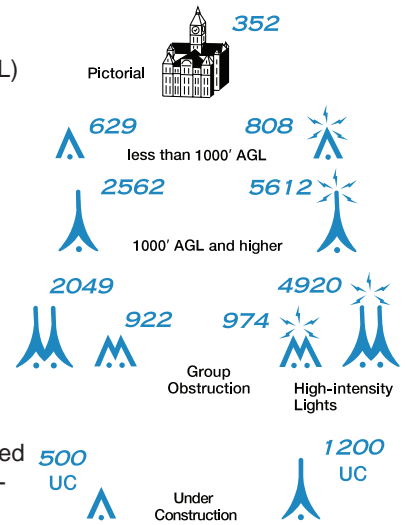 352
L)
Pictorial
629
808
less than 1000' AGL
2562
5612
1000' AGL and higher
2049
4920
922
974
Group
Obstruction
High-intensity
Lights
ed
500
UC
-
1200
UC
Under
Construction